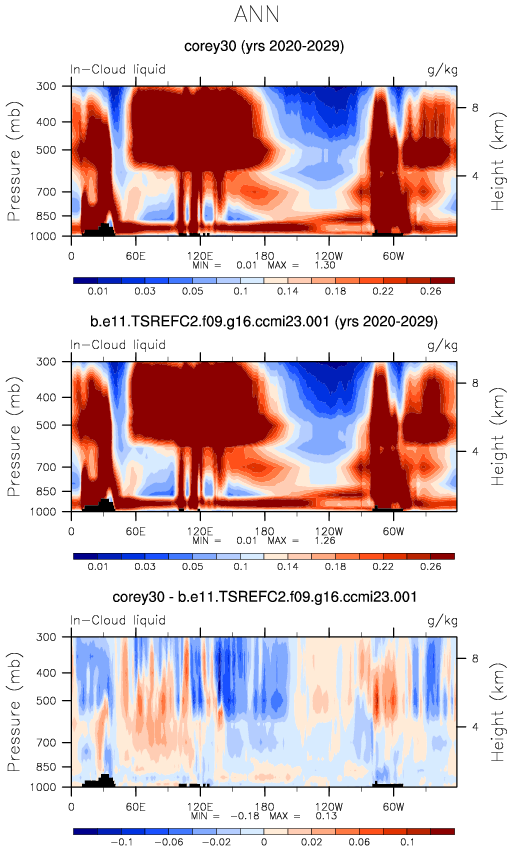 ANN
corey30 (yrs 2020-2029)
In-Cloud liquid g/kg
300
400
500
700
850
1000
Pressure (mb)
8
4
Height (km)
0 60E 120E 180 120W 60W
MIN = 0.01 MAX = 1.30
0.01 0.03 0.05 0.10 0.14 0.18 0.22 0.26
b.e11.TSREFC2.f09.g16.ccmi23.001 (yrs 2020-2029)
In-Cloud liquid g/kg
300
400
500
700
850
1000
Pressure (mb)
8
4
Height (km)
0 60E 120E 180 120W 60W
MIN = 0.01 MAX = 1.26
0.01 0.03 0.05 0.10 0.14 0.18 0.22 0.26
corey30 - b.e11.TSREFC2.f09.g16.ccmi23.001
In-Cloud liquid g/kg
300
400
500
700
850
1000
Pressure (mb)
8
4
Height (km)
0 60E 120E 180 120W 60W
MIN = -0.18 MAX = 0.13
-0.1 -0.06 -0.02 0 0.02 0.06 0.1